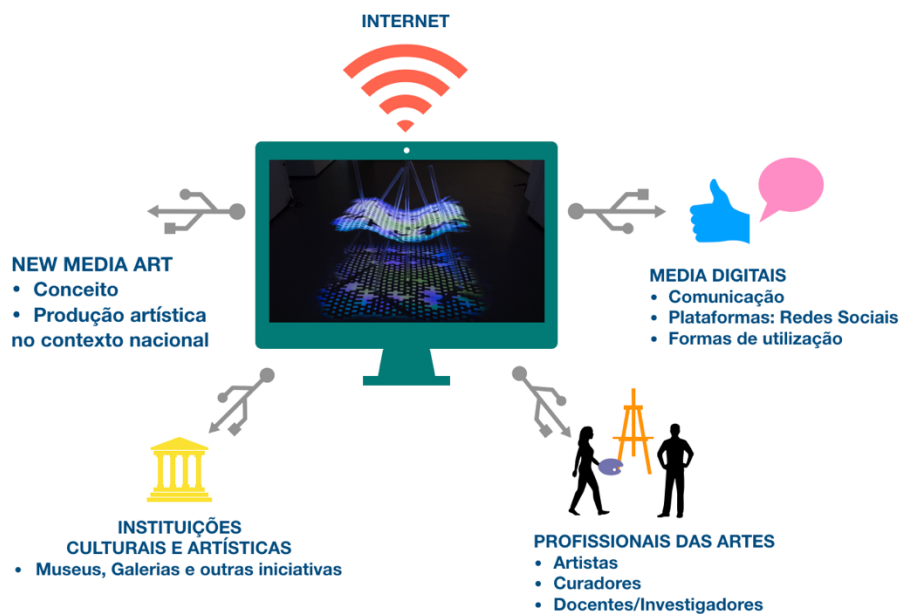 INTERNET
NEW MEDIA ART
• Conceito
• Produção artística
no contexto nacional
MEDIA DIGITAIS
• Comunicação
• Plataformas: Redes Sociais
• Formas de utilização
INSTITUIÇÕES
CULTURAIS E ARTÍSTICAS
• Museus, Galerias e outras iniciativas
PROFISSIONAIS DAS ARTES
• Artistas
• Curadores
• Docentes/Investigadores